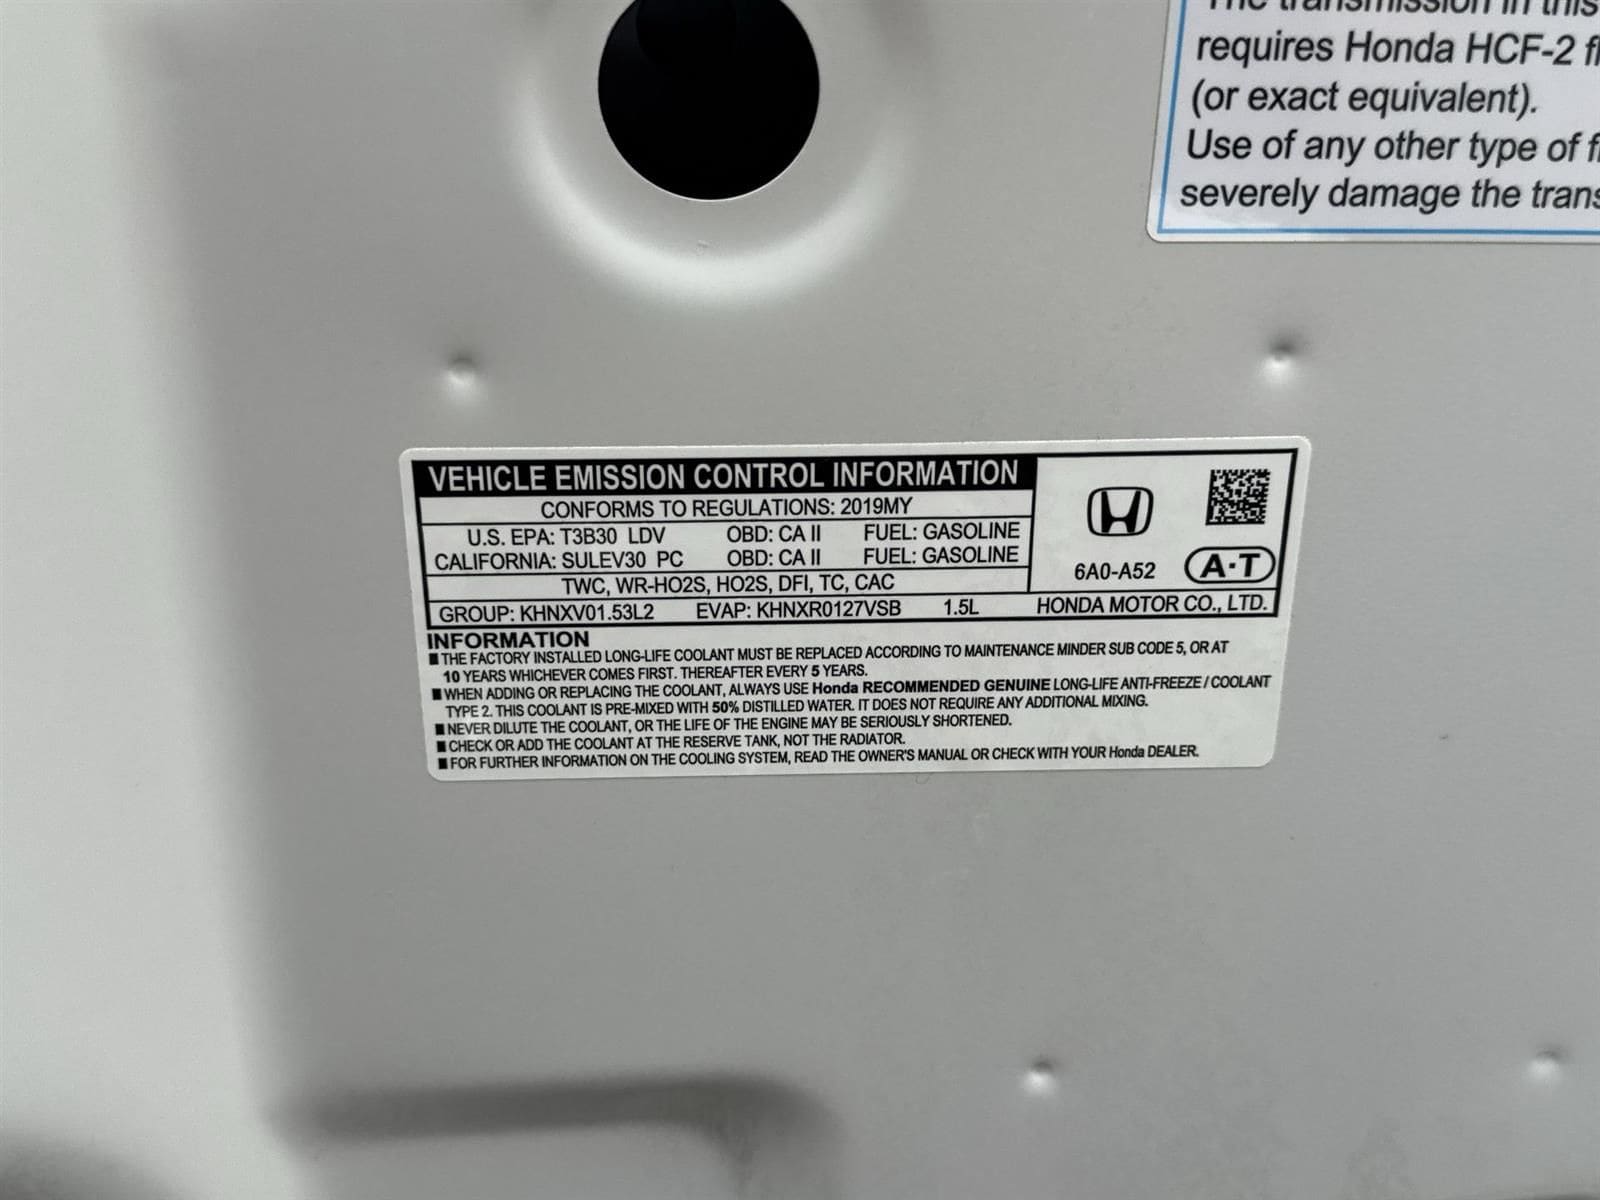 The transmission in this
requires Honda HCF-2
(or exact equivalent).
Use of any other type of
severely damage the
VEHICLE EMISSION CONTROL INFORMATION
CONFORMS TO REGULATIONS: 2019MY
U.S. EPA: T3B30 LDV OBD: CA II FUEL: GASOLINE
CALIFORNIA: SULEV30 PC OBD: CA II FUEL: GASOLINE
TWC, WR-HO2S, HO2S, DFI, TC, CAC
6A0-A52 A·T
GROUP: KHNXV01.53L2 EVAP: KHNXR0127VSB 1.5L HONDA MOTOR CO., LTD.
INFORMATION
■ THE FACTORY INSTALLED LONG-LIFE COOLANT MUST BE REPLACED ACCORDING TO MAINTENANCE MINDER SUB CODE 5, OR AT
10 YEARS WHICHEVER COMES FIRST. THEREAFTER EVERY 5 YEARS.
■ WHEN ADDING OR REPLACING THE COOLANT, ALWAYS USE Honda RECOMMENDED GENUINE LONG-LIFE ANTI-FREEZE / COOLANT
TYPE 2. THIS COOLANT IS PRE-MIXED WITH 50% DISTILLED WATER. IT DOES NOT REQUIRE ANY ADDITIONAL MIXING.
■ NEVER DILUTE THE COOLANT, OR THE LIFE OF THE ENGINE MAY BE SERIOUSLY SHORTENED.
■ CHECK OR ADD THE COOLANT AT THE RESERVE TANK, NOT THE RADIATOR.
■ FOR FURTHER INFORMATION ON THE COOLING SYSTEM, READ THE OWNER'S MANUAL OR CHECK WITH YOUR Honda DEALER.